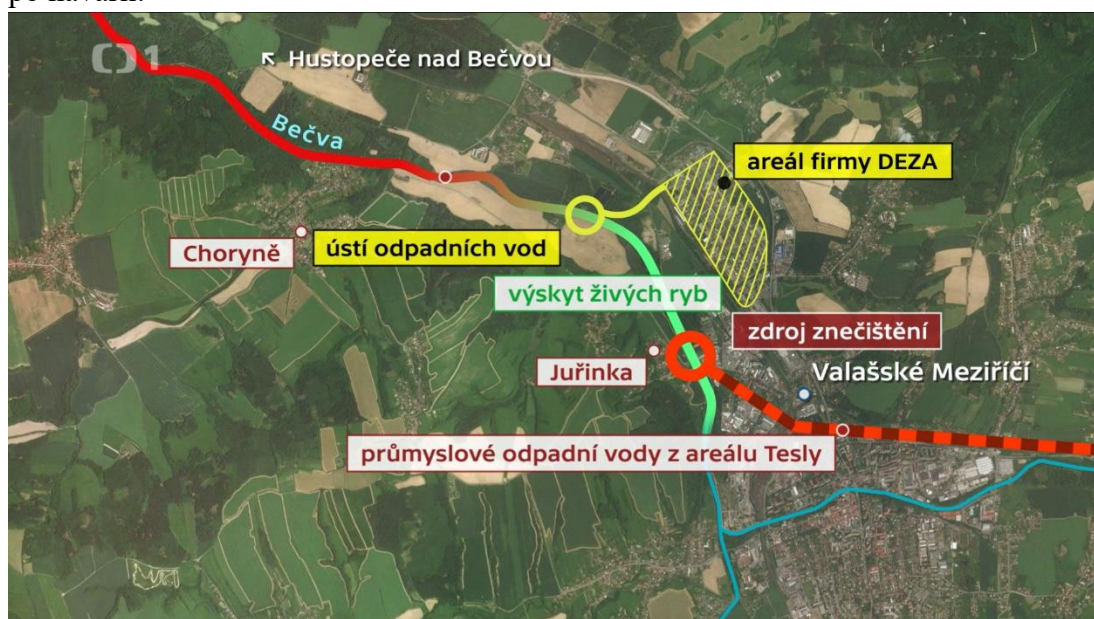 1
Hustopeče nad Bečvou
Bečva
areál firmy DEZA
Choryně
ústí odpadních vod
výskyt živých ryb
zdroj znečištění
Juřinka
Valašské Meziříčí
průmyslové odpadní vody z areálu Tesly